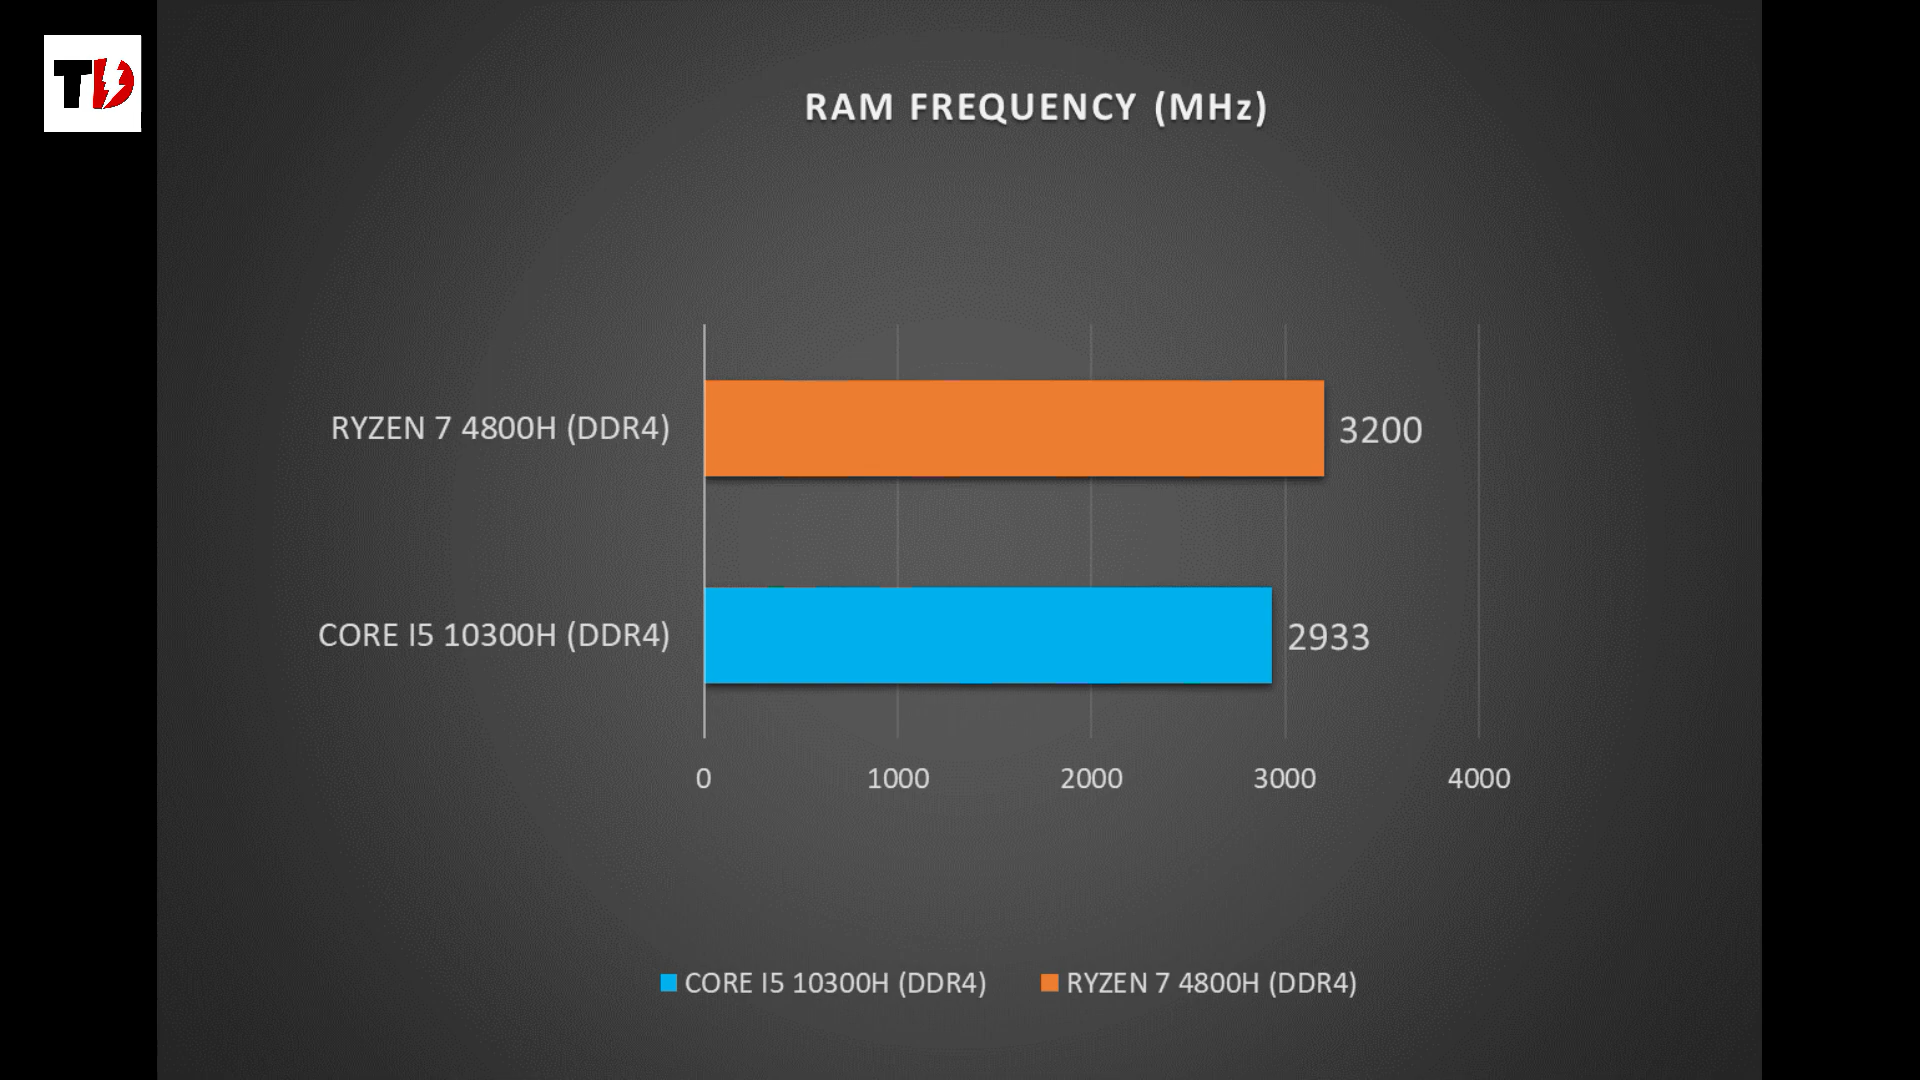 TD
RAM FREQUENCY (MHz)
RYZEN 7 4800H (DDR4)
3200
CORE I5 10300H (DDR4)
2933
0 1000 2000 3000 4000
CORE I5 10300H (DDR4) RYZEN 7 4800H (DDR4)